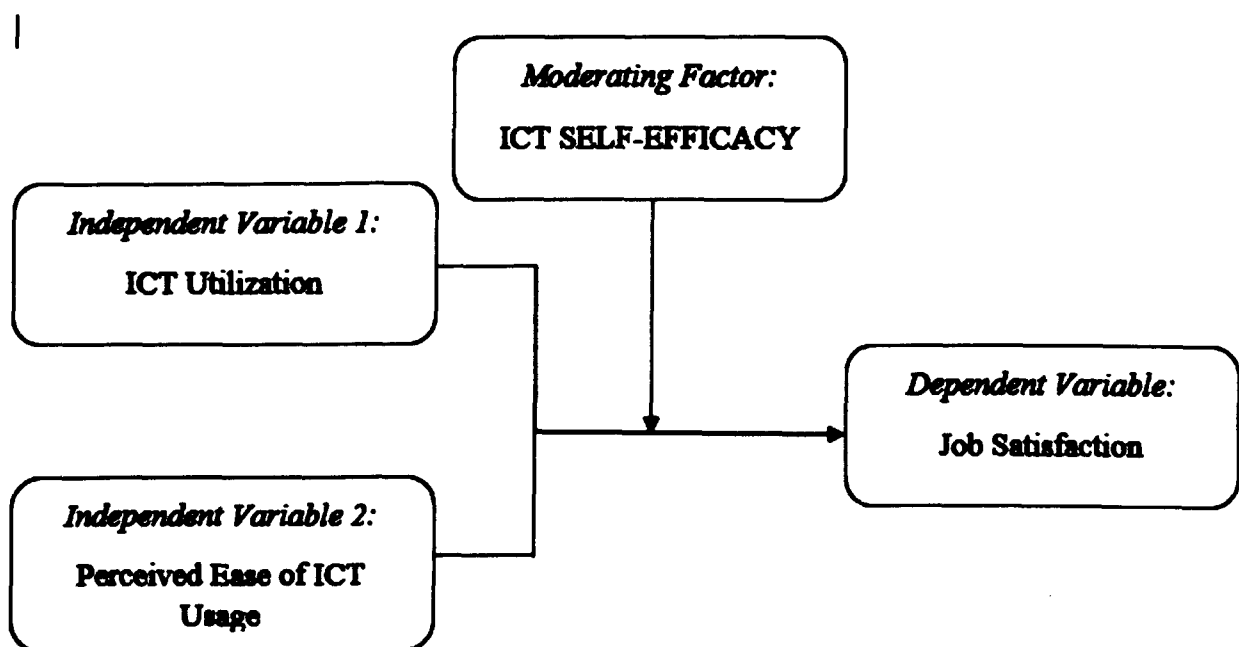 Moderating Factor:
ICT SELF-EFFICACY
Independent Variable 1:
ICT Utilization
Dependent Variable:
Job Satisfaction
Independent Variable 2:
Perceived Ease of ICT
Usage